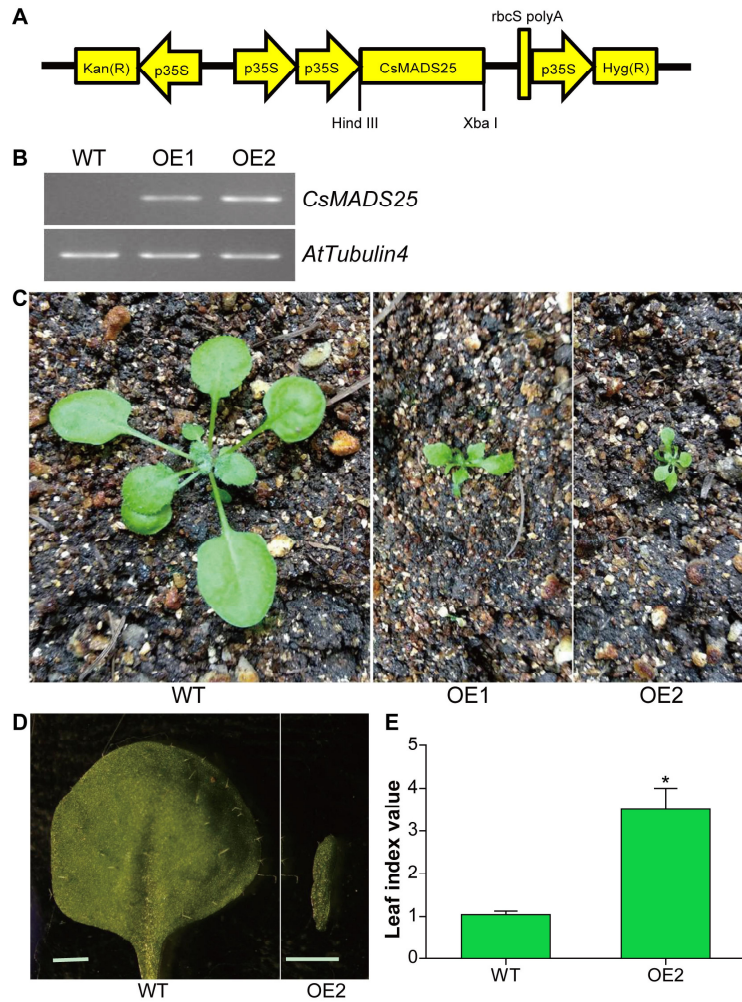 A
rbcS polyA
Kan(R) p35S p35S p35S CsMADS25 p35S Hyg(R)
Hind III Xba I
B WT OE1 OE2
CsMADS25
AtTubulin4
C
WT OE1 OE2
D
WT OE2
E
Leaf index value
5
4
3
2
1
0
*
WT OE2